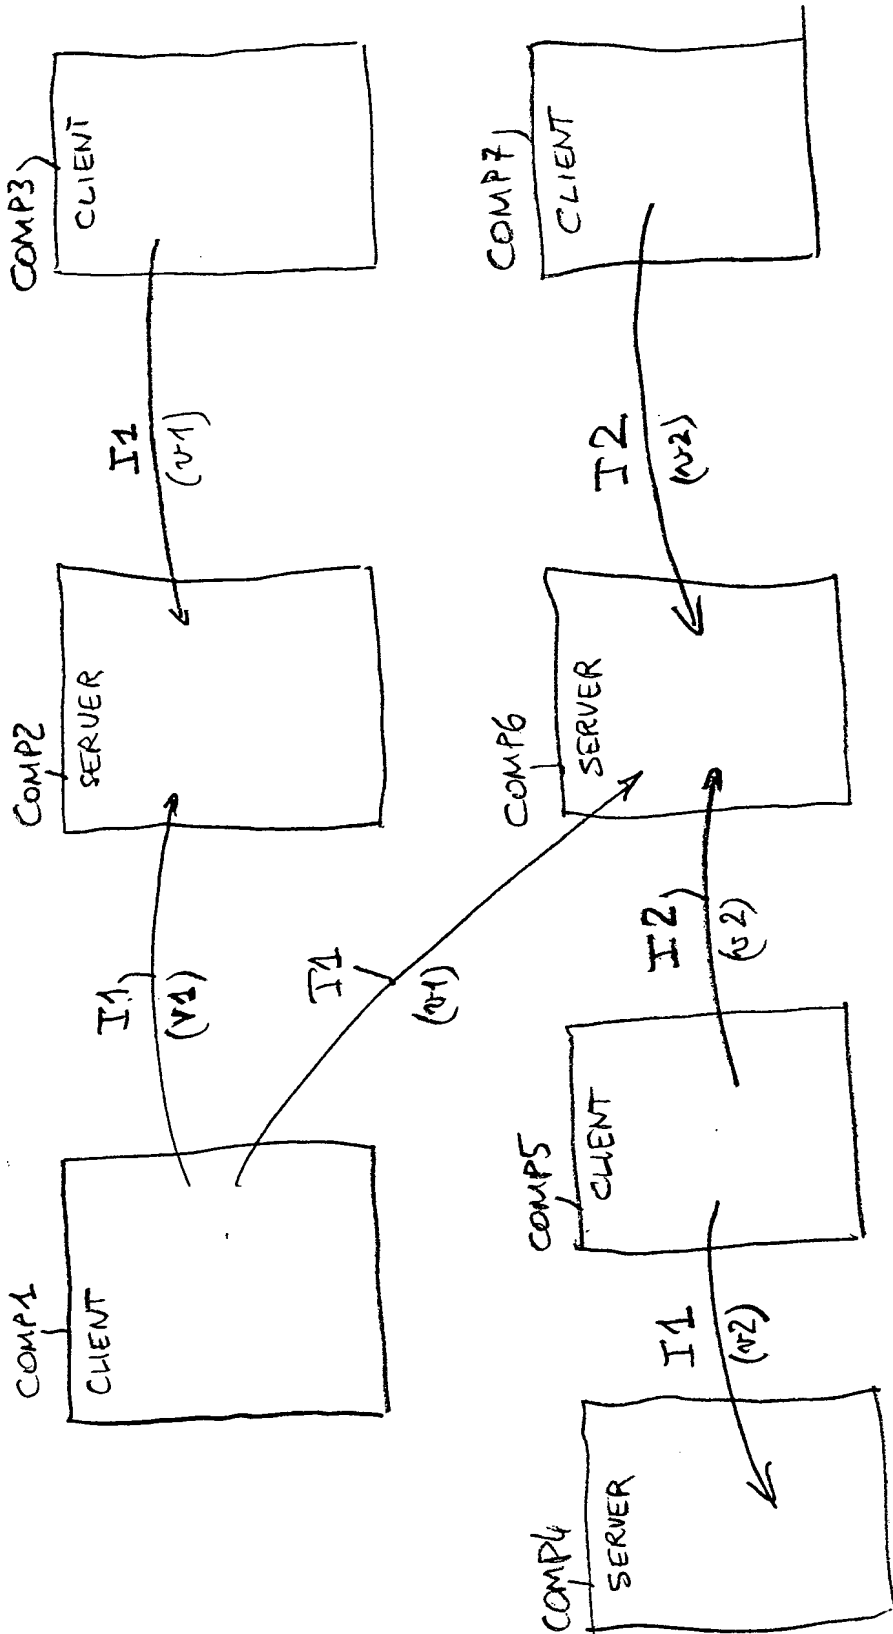 COMP1
CLIENT
I1
(v1)
COMP2
SERVER
I1
(v1)
COMP3
CLIENT
I1
(v1)
COMP4
SERVER
I1
(v2)
COMP5
CLIENT
I2
(v2)
COMP6
SERVER
I2
(v2)
COMP7
CLIENT